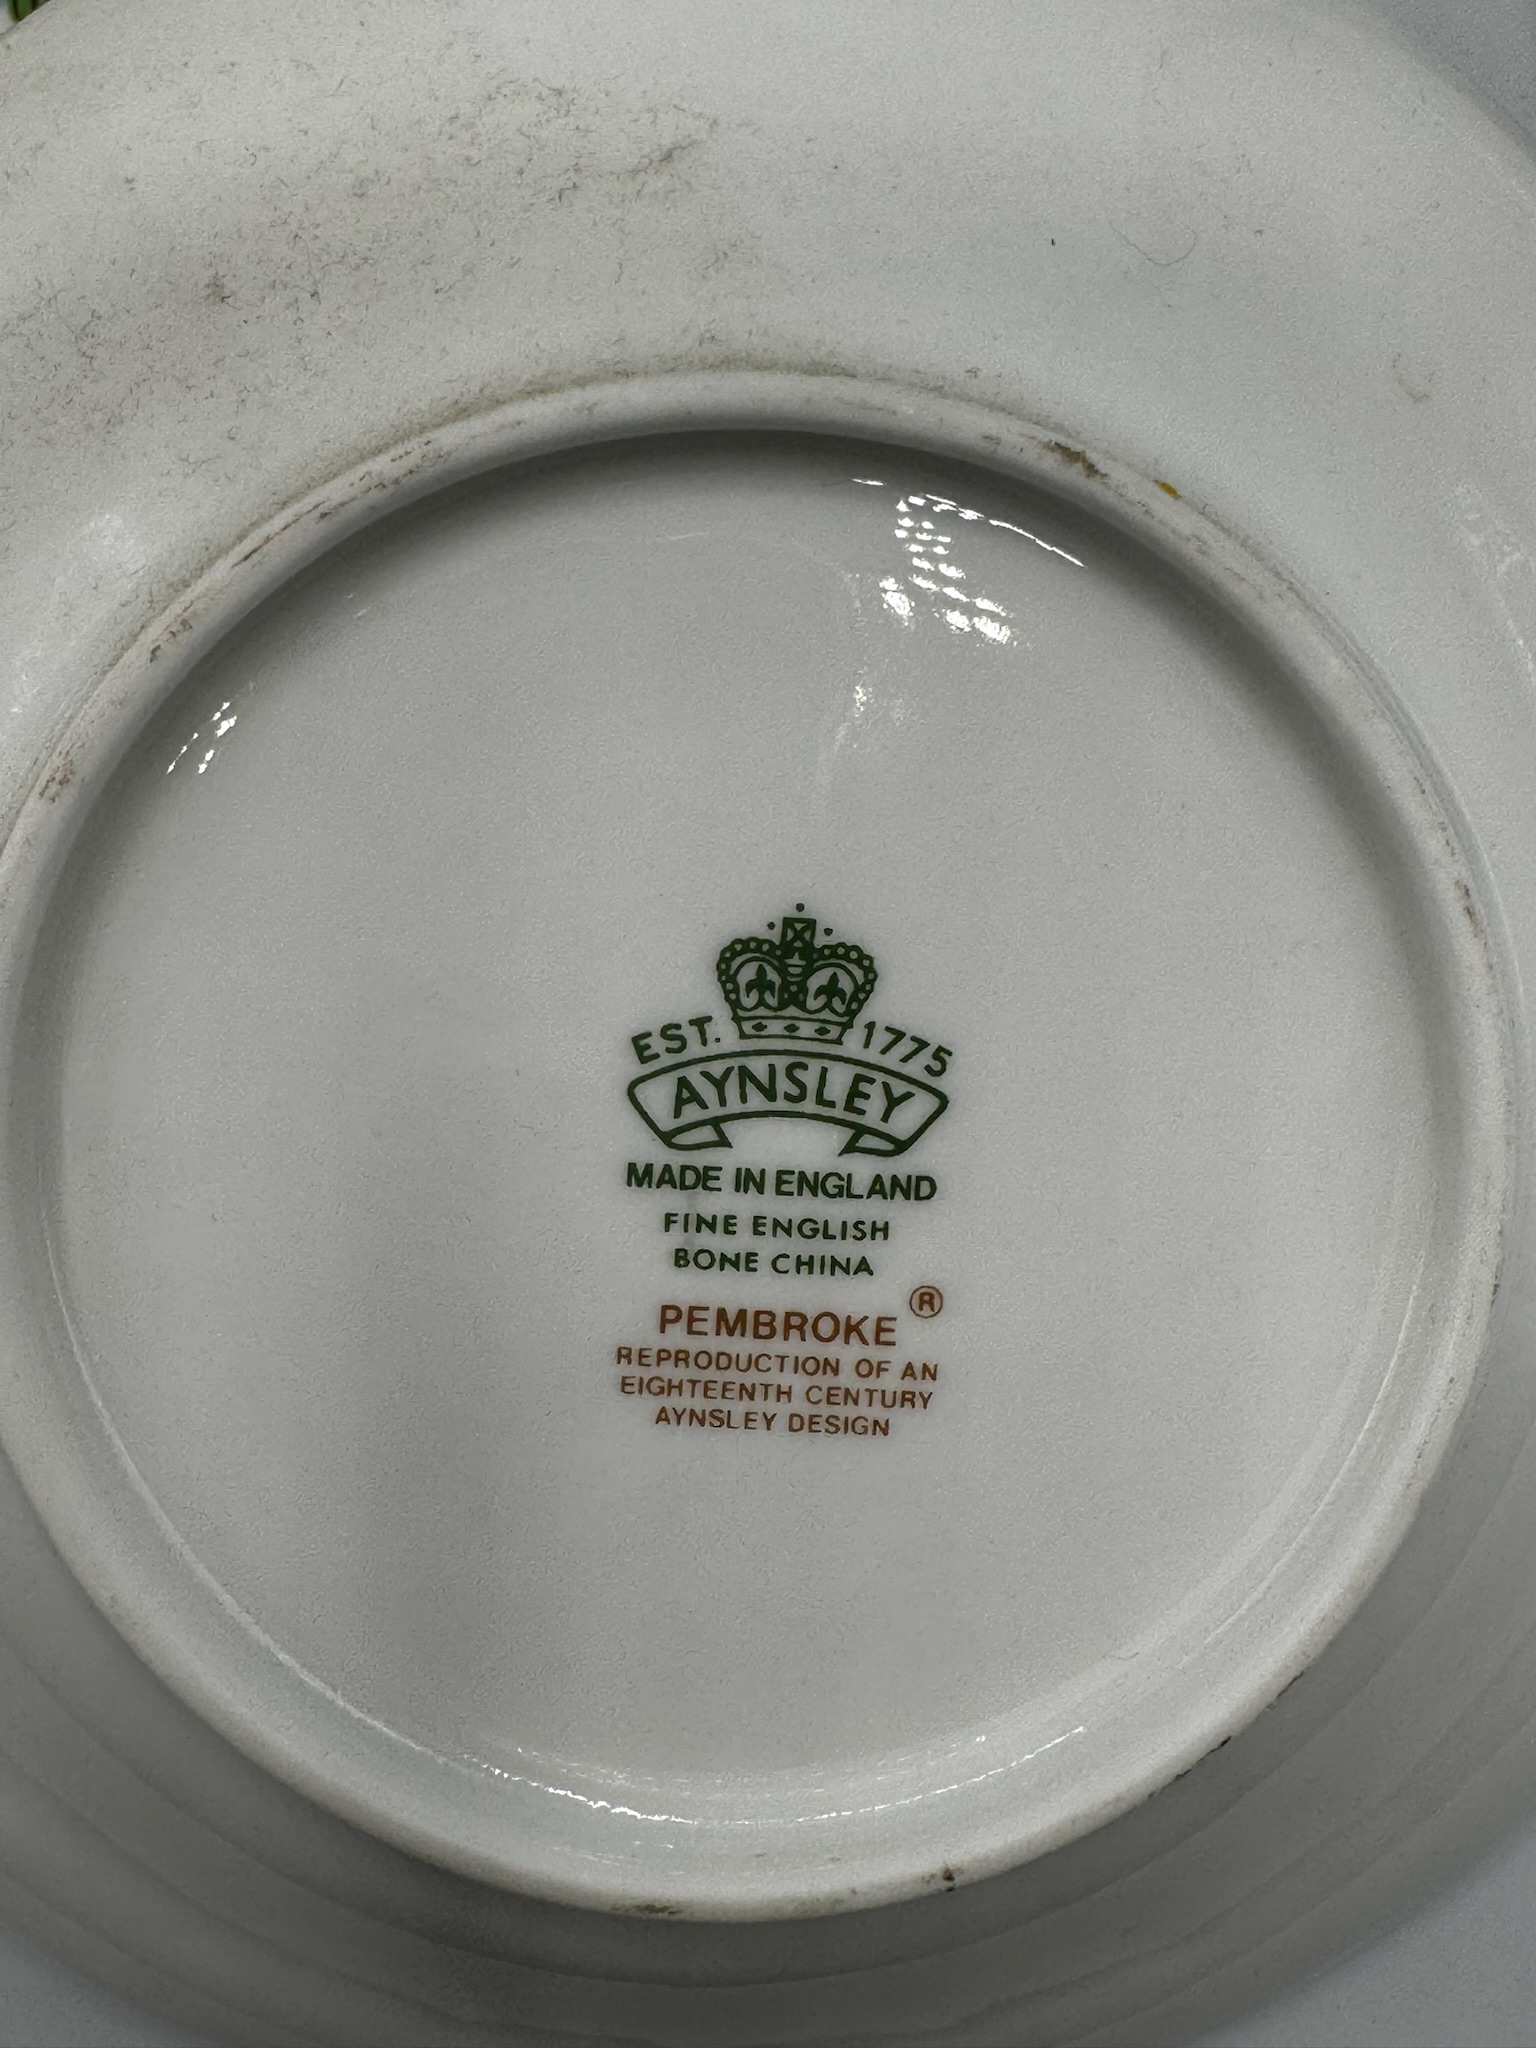 EST. 1775
AYNSLEY
MADE IN ENGLAND
FINE ENGLISH
BONE CHINA
PEMBROKE ®
REPRODUCTION OF AN
EIGHTEENTH CENTURY
AYNSLEY DESIGN